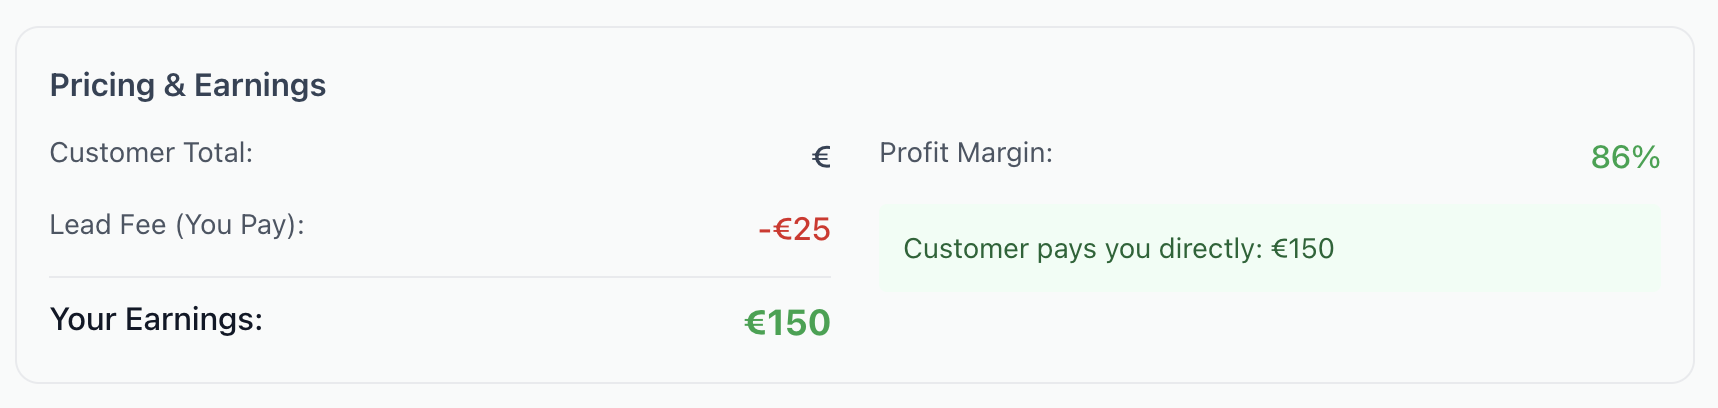 Pricing & Earnings
Customer Total: €
Lead Fee (You Pay): -€25
Your Earnings: €150
Profit Margin: 86%
Customer pays you directly: €150